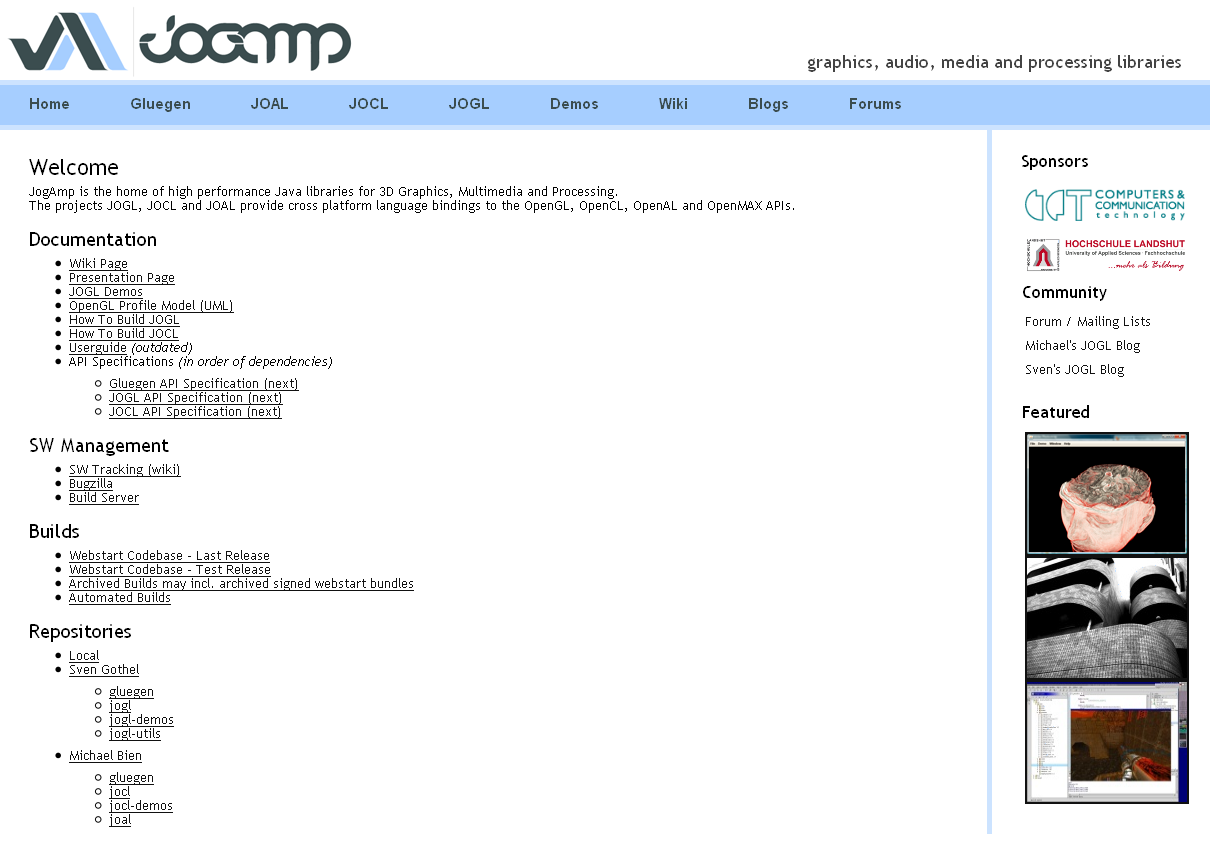 JogAmp
graphics, audio, media and processing libraries
Home Gluegen JOAL JOCL JOGL Demos Wiki Blogs Forums
Welcome
JogAmp is the home of high performance Java libraries for 3D Graphics, Multimedia and Processing.
The projects JOGL, JOCL and JOAL provide cross platform language bindings to the OpenGL, OpenCL, OpenAL and OpenMAX APIs.
Documentation
Wiki Page
Presentation Page
JOGL Demos
OpenGL Profile Model (UML)
How To Build JOGL
How To Build JOCL
Userguide (outdated)
API Specifications (in order of dependencies)
Gluegen API Specification (next)
JOGL API Specification (next)
JOCL API Specification (next)
SW Management
SW Tracking (wiki)
Bugzilla
Build Server
Builds
Webstart Codebase - Last Release
Webstart Codebase - Test Release
Archived Builds may incl. archived signed webstart bundles
Automated Builds
Repositories
Local
Sven Gothel
gluegen
jogl
jogl-demos
jogl-utils
Michael Bien
gluegen
jocl
jocl-demos
joal
Sponsors
COMPUTERS &
COMMUNICATION
technology
HOCHSCHULE LANDSHUT
University of Applied Sciences · Fachhochschule
...mehr als Bildung
Community
Forum / Mailing Lists
Michael's JOGL Blog
Sven's JOGL Blog
Featured